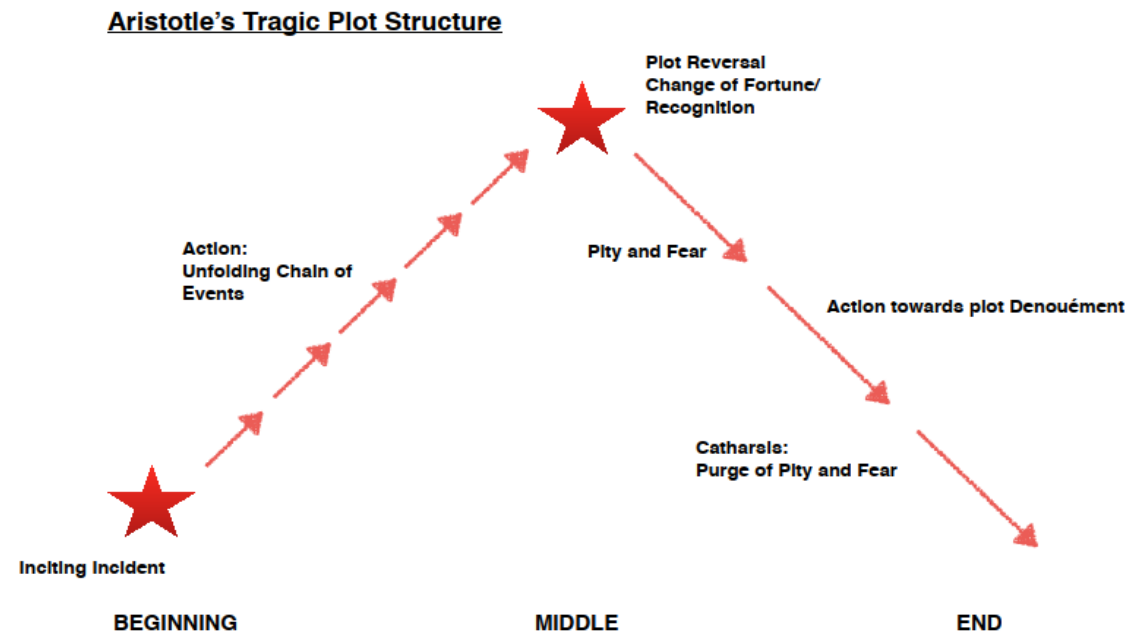 Aristotle’s Tragic Plot Structure
Plot Reversal
Change of Fortune/
Recognition
Action:
Unfolding Chain of
Events
Pity and Fear
Action towards plot Denouément
Catharsis:
Purge of Pity and Fear
Inciting Incident
BEGINNING
MIDDLE
END